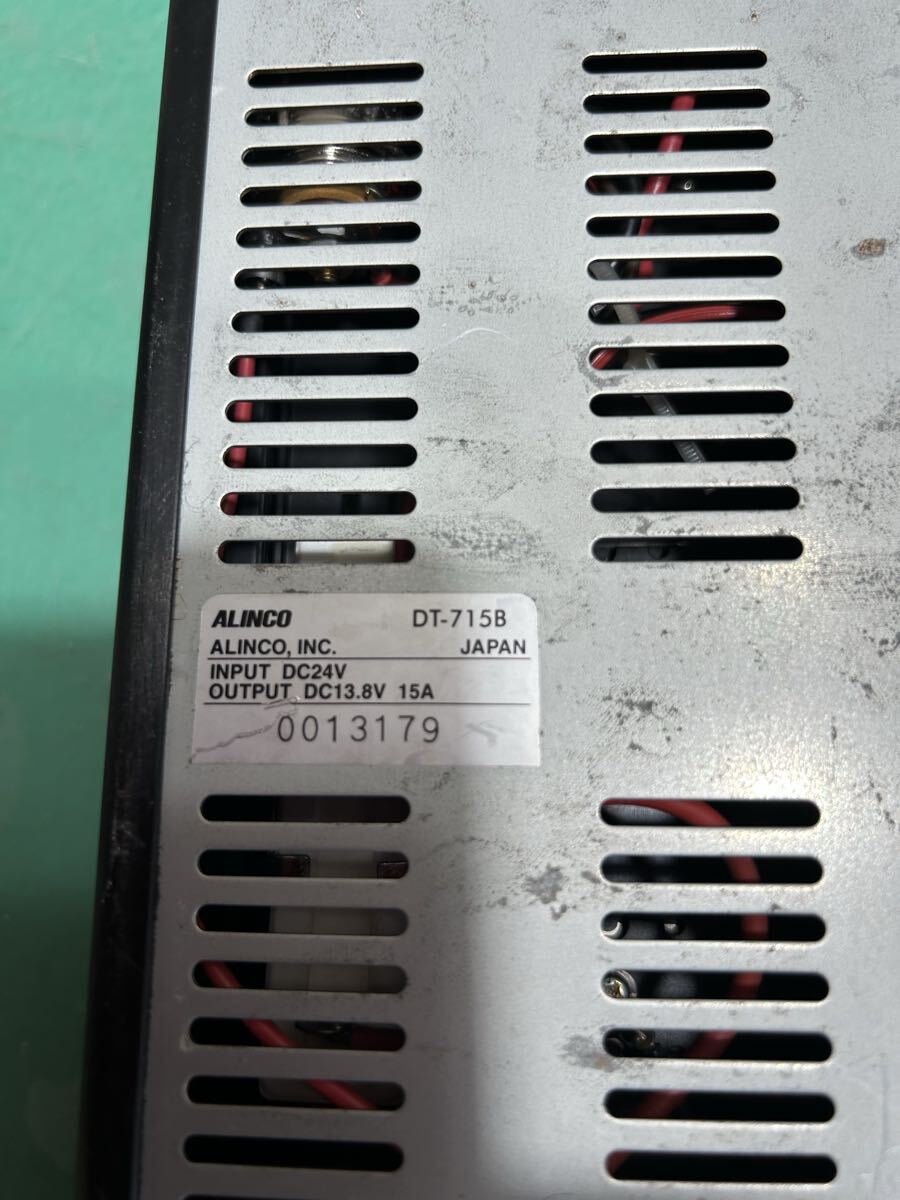 ALINCO DT-715B
ALINCO, INC. JAPAN
INPUT DC24V
OUTPUT DC13.8V 15A
0013179